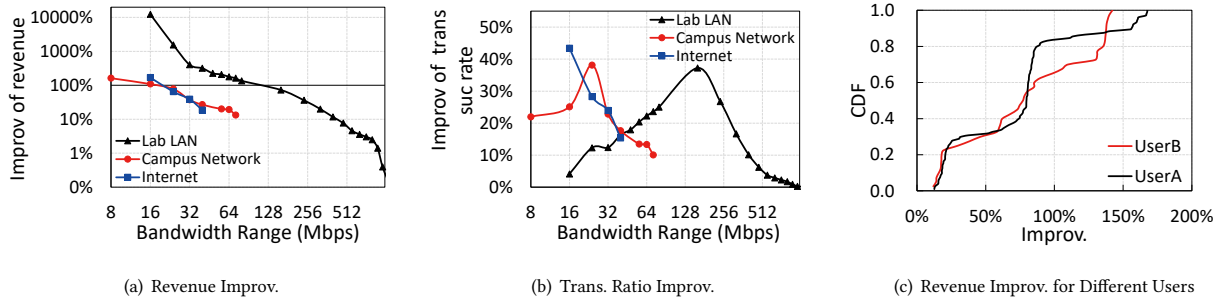 Improv of revenue
10000%
1000%
100%
10%
1%
0%
Lab LAN
Campus Network
Internet
8 16 32 64 128 256 512
Bandwidth Range (Mbps)
(a) Revenue Improv.
Improv of trans
suc rate
50%
40%
30%
20%
10%
0%
Lab LAN
Campus Network
Internet
8 16 32 64 128 256 512
Bandwidth Range (Mbps)
(b) Trans. Ratio Improv.
CDF
1.0
0.8
0.6
0.4
0.2
0.0
UserB
UserA
0% 50% 100% 150% 200%
Improv.
(c) Revenue Improv. for Different Users